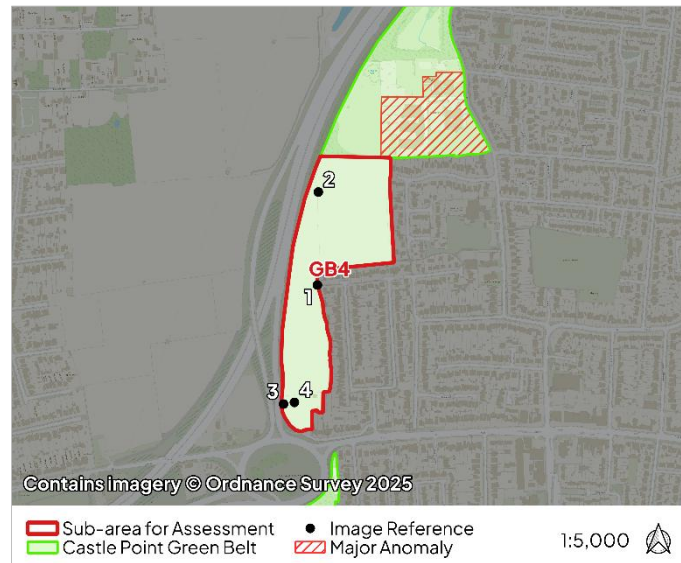 2
GB4
1
3 4
Contains imagery © Ordnance Survey 2025
Sub-area for Assessment
Image Reference
Castle Point Green Belt
Major Anomaly
1:5,000